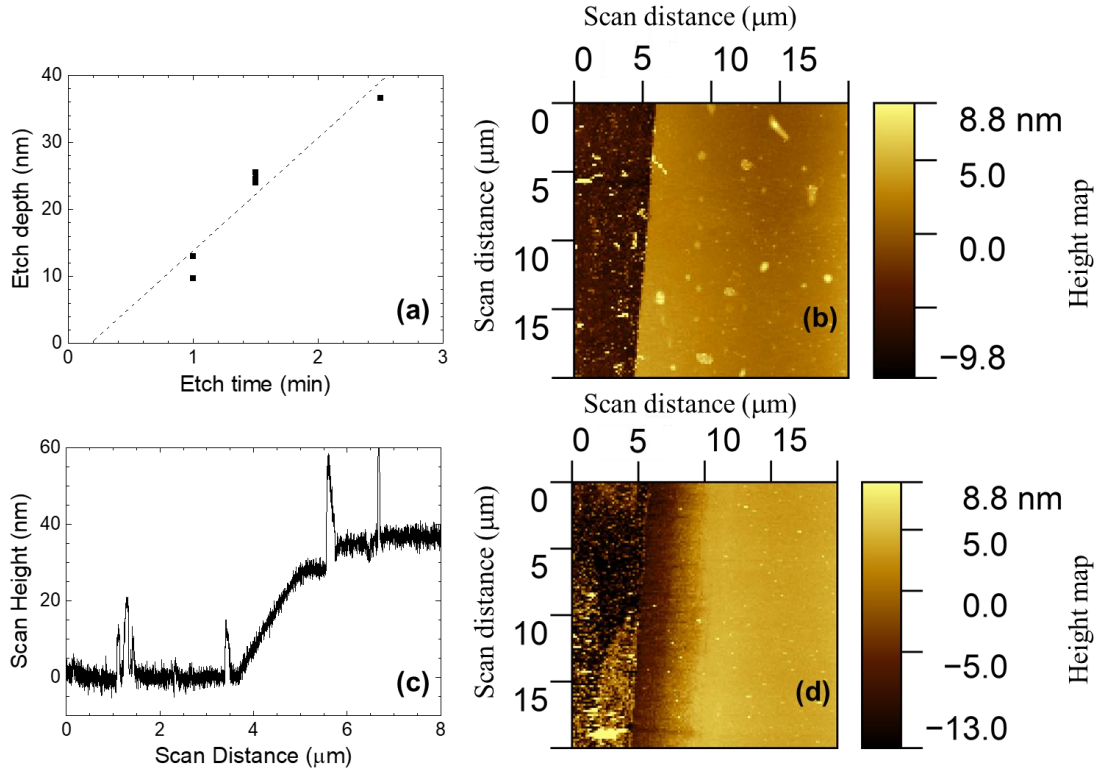 40
30
20
10
0
Etch depth (nm)
0 1 2 3
Etch time (min)
(a)
Scan distance (μm)
0 5 10 15
Scan distance (μm)
0
5
10
15
(b)
8.8 nm
5.0
0.0
−9.8
Height map
60
40
20
0
Scan Height (nm)
0 2 4 6 8
Scan Distance (μm)
(c)
Scan distance (μm)
0 5 10 15
Scan distance (μm)
0
5
10
15
(d)
8.8 nm
5.0
0.0
−5.0
−13.0
Height map